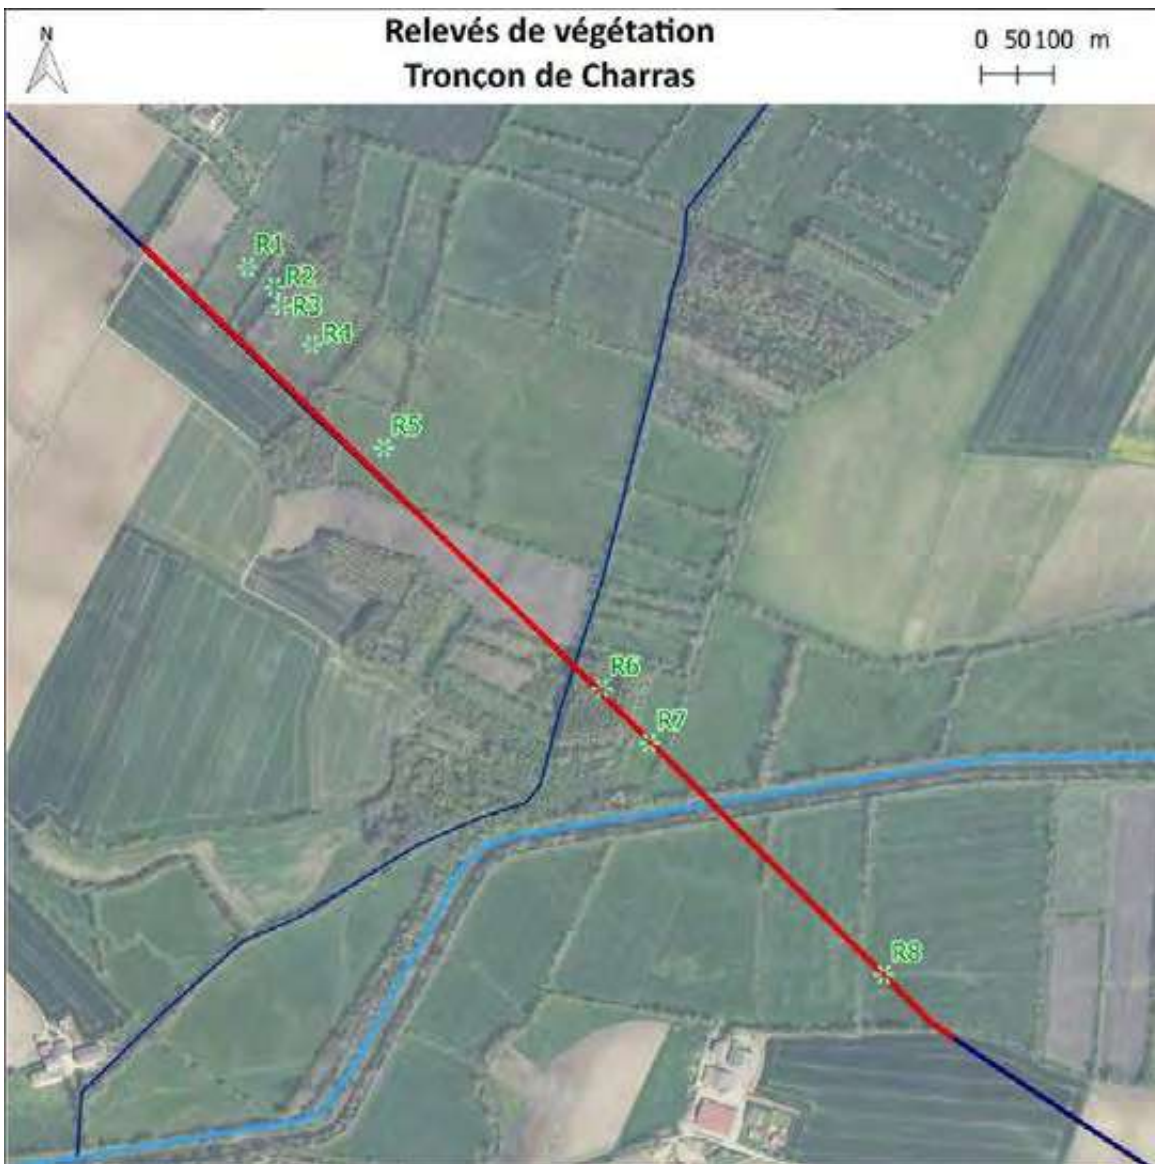 N
Relevés de végétation
Tronçon de Charras
0 50 100 m
R1
R2
R3
R4
R5
R6
R7
R8